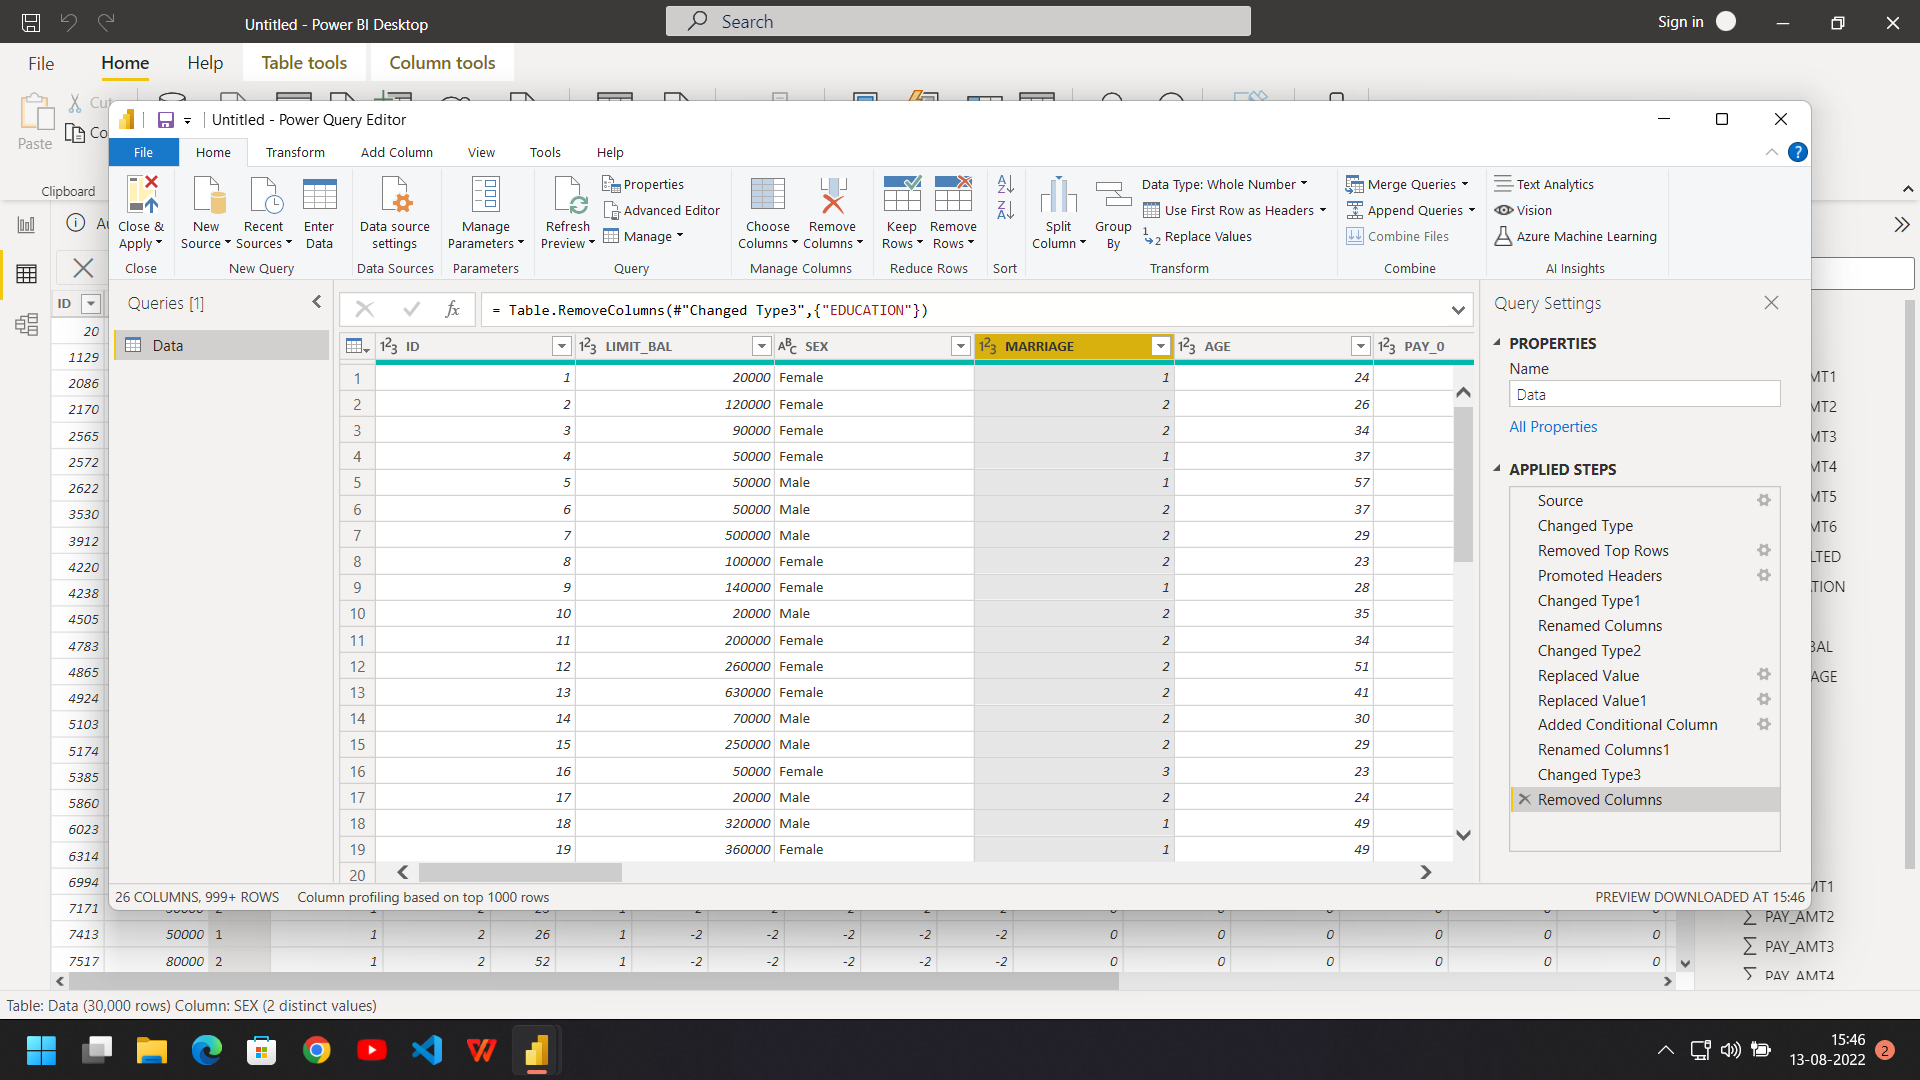 Untitled - Power BI Desktop
Search
Sign in
File
Home
Help
Table tools
Column tools
Cut
Paste
Clipboard
Untitled - Power Query Editor
File
Home
Transform
Add Column
View
Tools
Help
?
Close & Apply
Close
New Source
Recent Sources
Enter Data
New Query
Data source settings
Data Sources
Manage Parameters
Parameters
Refresh Preview
Properties
Advanced Editor
Manage
Query
Choose Columns
Remove Columns
Manage Columns
Keep Rows
Remove Rows
Reduce Rows
Sort
Split Column
Group By
Data Type: Whole Number
Use First Row as Headers
Replace Values
Transform
Merge Queries
Append Queries
Combine Files
Combine
Text Analytics
Vision
Azure Machine Learning
AI Insights
Queries [1]
Data
fx
= Table.RemoveColumns(#"Changed Type3",{"EDUCATION"})
123 ID
123 LIMIT_BAL
ABC SEX
123 MARRIAGE
123 AGE
123 PAY_0
1 1 20000 Female 1 24
2 2 120000 Female 2 26
3 3 90000 Female 2 34
4 4 50000 Female 1 37
5 5 50000 Male 1 57
6 6 50000 Male 2 37
7 7 500000 Male 2 29
8 8 100000 Female 2 23
9 9 140000 Female 1 28
10 10 20000 Male 2 35
11 11 200000 Female 2 34
12 12 260000 Female 2 51
13 13 630000 Female 2 41
14 14 70000 Male 2 30
15 15 250000 Male 2 29
16 16 50000 Female 3 23
17 17 20000 Male 2 24
18 18 320000 Male 1 49
19 19 360000 Female 1 49
20
26 COLUMNS, 999+ ROWS
Column profiling based on top 1000 rows
PREVIEW DOWNLOADED AT 15:46
Query Settings
PROPERTIES
Name
Data
All Properties
APPLIED STEPS
Source
Changed Type
Removed Top Rows
Promoted Headers
Changed Type1
Renamed Columns
Changed Type2
Replaced Value
Replaced Value1
Added Conditional Column
Renamed Columns1
Changed Type3
Removed Columns
ID
20
1129
2086
2170
2565
2572
2622
3530
3912
4220
4238
4505
4783
4865
4924
5103
5174
5385
5860
6023
6314
6994
7171
7413 50000 1 1 2 26 1 -2 -2 -2 -2 -2 0 0 0 0 0 0
7517 80000 2 1 2 52 1 -2 -2 -2 -2 -2 0 0 0 0 0 0
MT1
MT2
MT3
MT4
MT5
MT6
LTED
TION
BAL
AGE
MT1
PAY_AMT2
PAY_AMT3
PAY_AMT4
Table: Data (30,000 rows) Column: SEX (2 distinct values)
15:46
13-08-2022
2